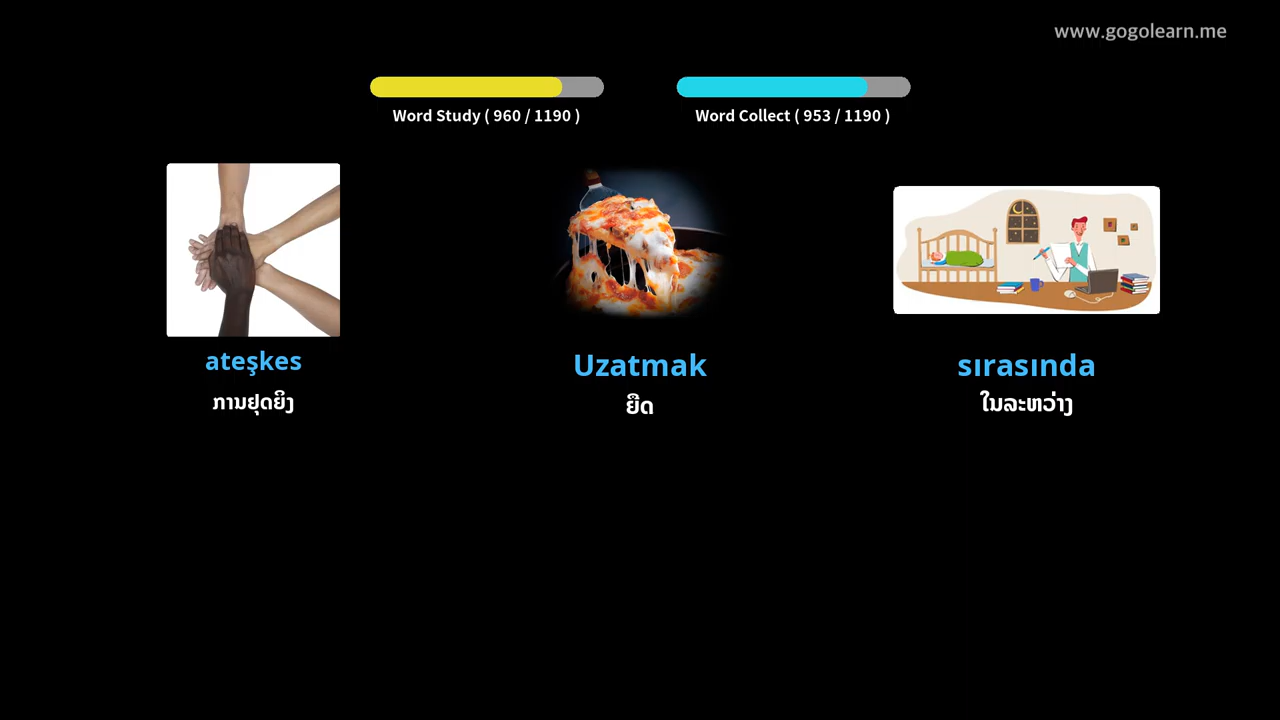 www.gogolearn.me
Word Study ( 960 / 1190 )
Word Collect ( 953 / 1190 )
ateşkes
ການຢຸດຍິງ
Uzatmak
ຍືດ
sırasında
ໃນລະຫວ່າງ